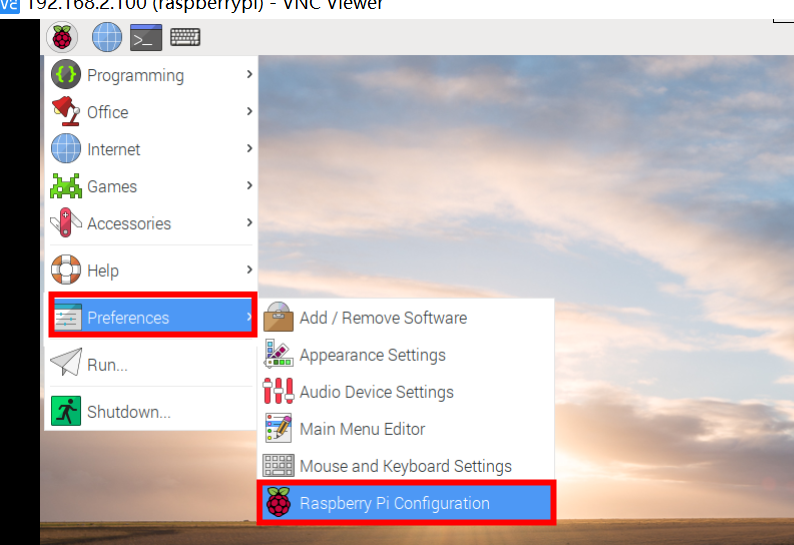 192.168.2.100 (raspberrypi) - VNC Viewer
Programming
Office
Internet
Games
Accessories
Help
Preferences
Run...
Shutdown...
Add / Remove Software
Appearance Settings
Audio Device Settings
Main Menu Editor
Mouse and Keyboard Settings
Raspberry Pi Configuration